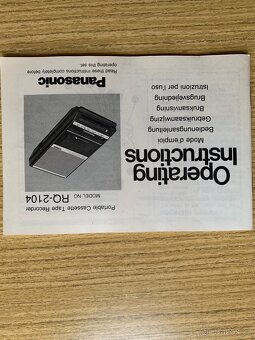 Portable Cassette Tape Recorder
MODEL NO. RQ-2104
Operating
Instructions
Mode d'emploi
Bedienungsanleitung
Gebruiksaanwijzing
Bruksanvisning
Brugsvejledning
Istruzioni per l'uso
Panasonic
Read these instructions completely before
operating this set.